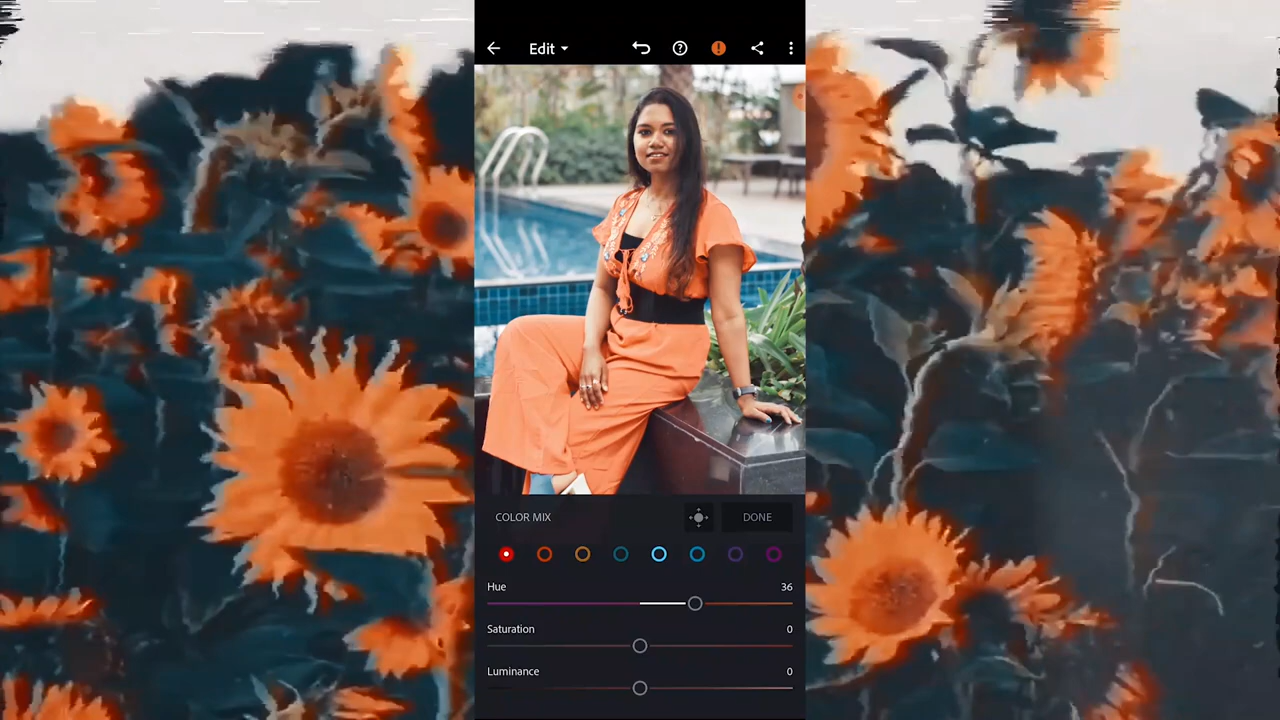 Edit
COLOR MIX
DONE
Hue 36
Saturation 0
Luminance 0